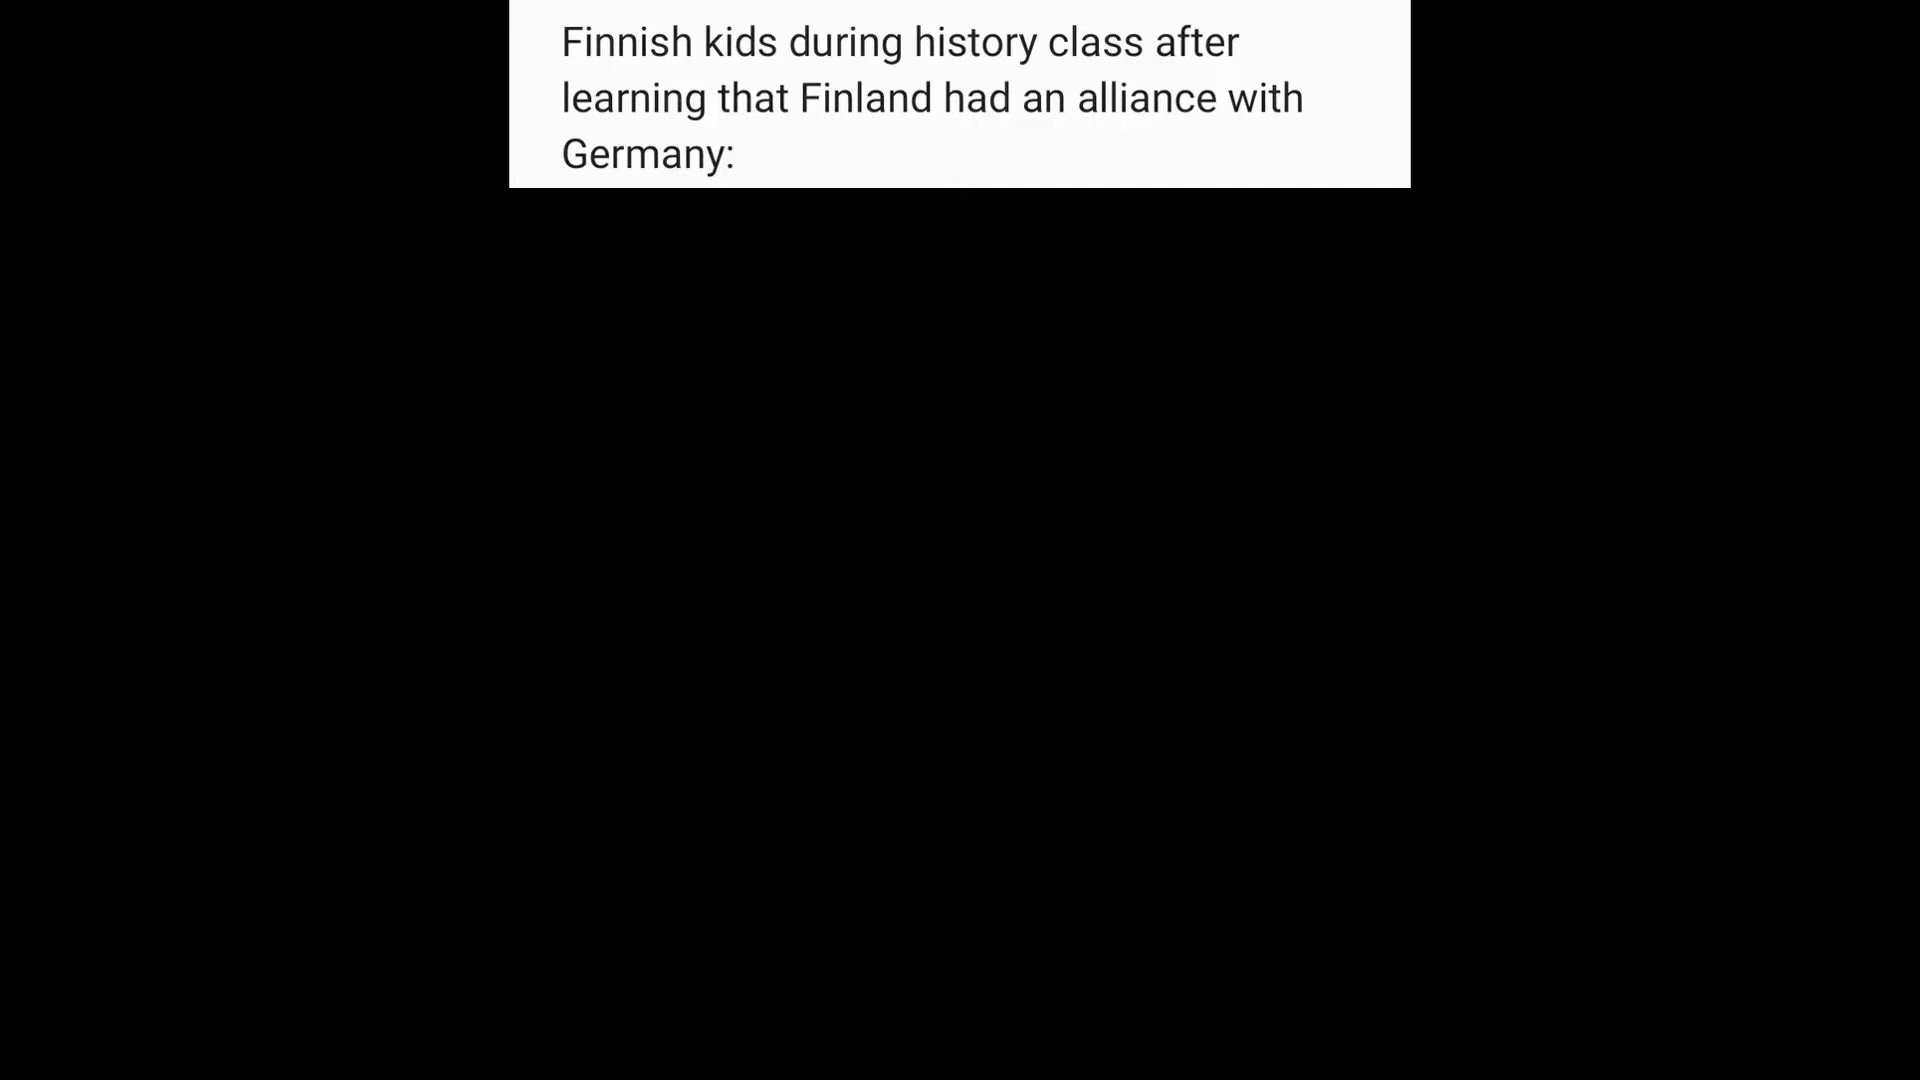 Finnish kids during history class after
learning that Finland had an alliance with
Germany: